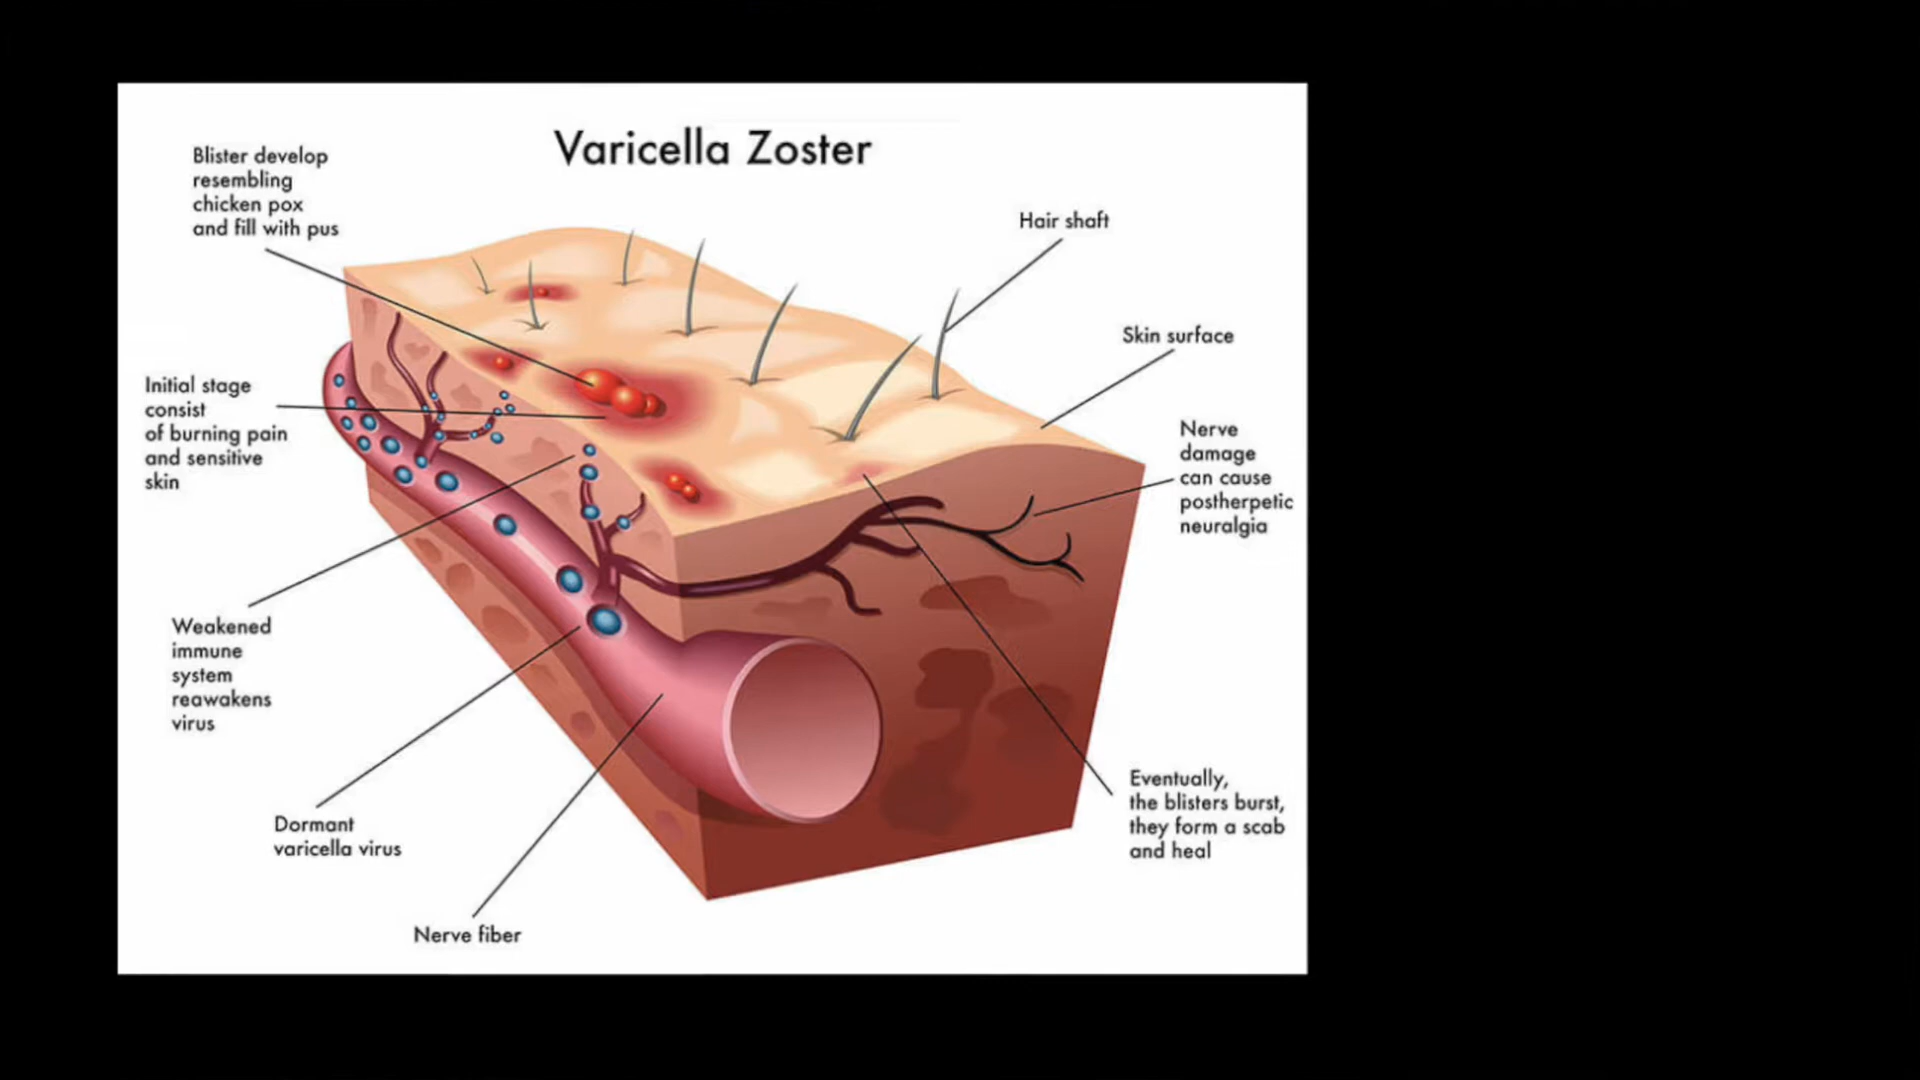 Varicella Zoster
Blister develop
resembling
chicken pox
and fill with pus
Hair shaft
Skin surface
Initial stage
consist
of burning pain
and sensitive
skin
Nerve
damage
can cause
postherpetic
neuralgia
Weakened
immune
system
reawakens
virus
Dormant
varicella virus
Eventually,
the blisters burst,
they form a scab
and heal
Nerve fiber